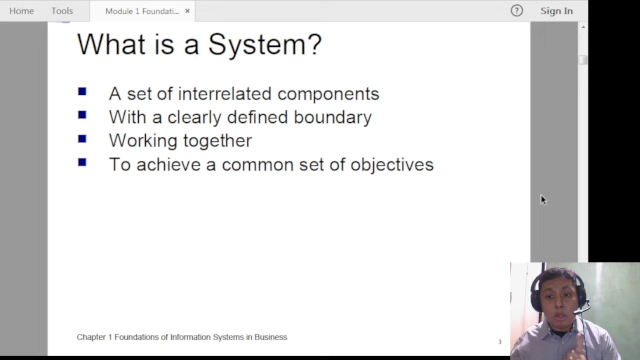 Home Tools Module 1 Foundati... × ? Sign In
What is a System?
A set of interrelated components
With a clearly defined boundary
Working together
To achieve a common set of objectives
Chapter 1 Foundations of Information Systems in Business